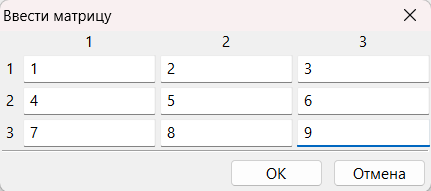 Ввести матрицу
1 2 3
1 1 2 3
2 4 5 6
3 7 8 9
OK Отмена